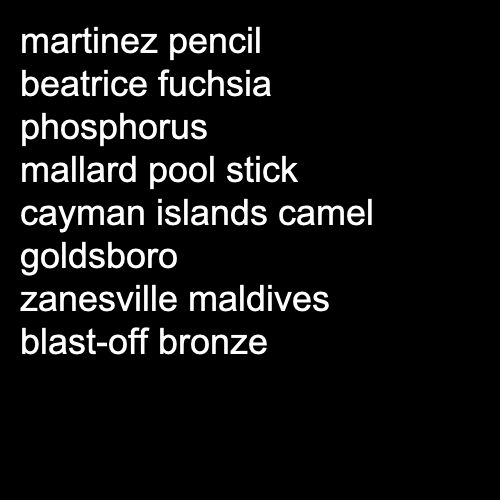 martinez pencil
beatrice fuchsia
phosphorus
mallard pool stick
cayman islands camel
goldsboro
zanesville maldives
blast-off bronze